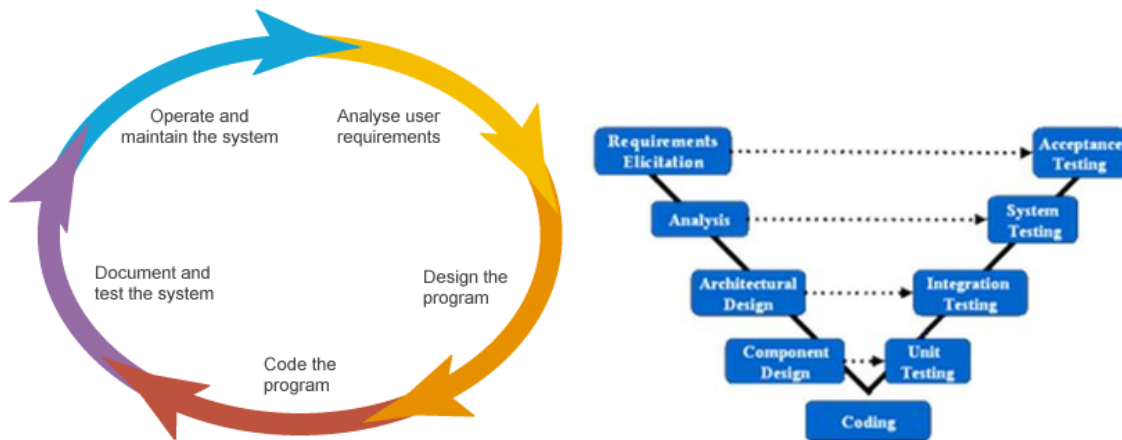 Operate and
maintain the system
Analyse user
requirements
Design the
program
Code the
program
Document and
test the system
Requirements
Elicitation
Acceptance
Testing
Analysis
System
Testing
Architectural
Design
Integration
Testing
Component
Design
Unit
Testing
Coding